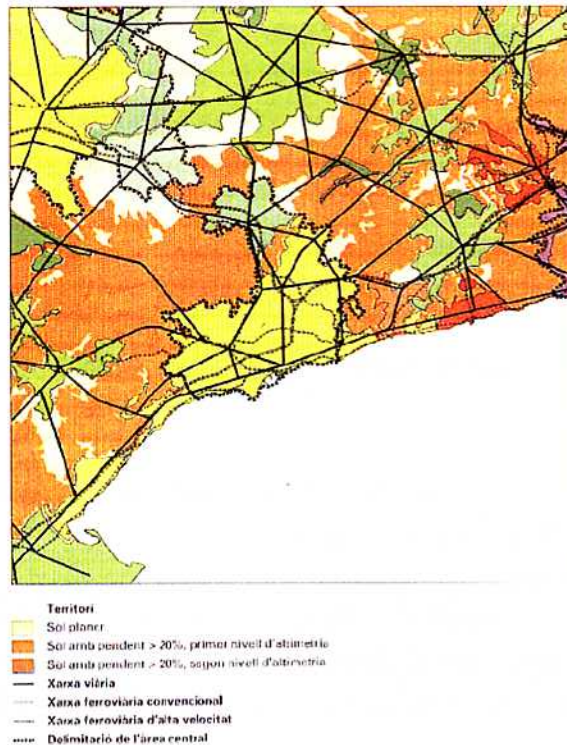 Territori
Sòl planer
Sòl amb pendent > 20%, primer nivell d'altimetria
Sòl amb pendent > 20%, segon nivell d'altimetria
Xarxa viària
Xarxa ferroviària convencional
Xarxa ferroviària d'alta velocitat
Delimitació de l'àrea central